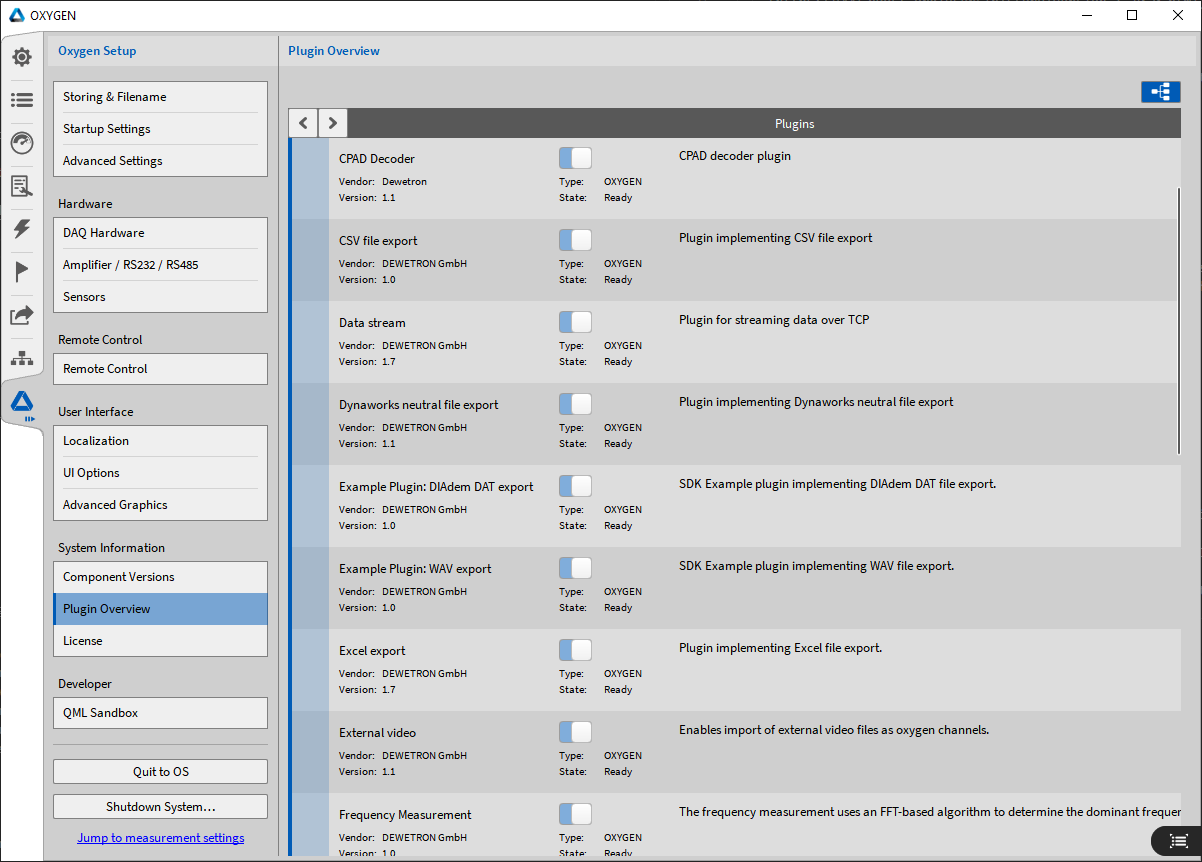 OXYGEN
Oxygen Setup
Storing & Filename
Startup Settings
Advanced Settings
Hardware
DAQ Hardware
Amplifier / RS232 / RS485
Sensors
Remote Control
Remote Control
User Interface
Localization
UI Options
Advanced Graphics
System Information
Component Versions
Plugin Overview
License
Developer
QML Sandbox
Quit to OS
Shutdown System...
Jump to measurement settings
Plugin Overview
Plugins
CPAD Decoder
CPAD decoder plugin
Vendor: Dewetron Type: OXYGEN
Version: 1.1 State: Ready
CSV file export
Plugin implementing CSV file export
Vendor: DEWETRON GmbH Type: OXYGEN
Version: 1.0 State: Ready
Data stream
Plugin for streaming data over TCP
Vendor: DEWETRON GmbH Type: OXYGEN
Version: 1.7 State: Ready
Dynaworks neutral file export
Plugin implementing Dynaworks neutral file export
Vendor: DEWETRON GmbH Type: OXYGEN
Version: 1.1 State: Ready
Example Plugin: DIAdem DAT export
SDK Example plugin implementing DIAdem DAT file export.
Vendor: DEWETRON GmbH Type: OXYGEN
Version: 1.0 State: Ready
Example Plugin: WAV export
SDK Example plugin implementing WAV file export.
Vendor: DEWETRON GmbH Type: OXYGEN
Version: 1.0 State: Ready
Excel export
Plugin implementing Excel file export.
Vendor: DEWETRON GmbH Type: OXYGEN
Version: 1.7 State: Ready
External video
Enables import of external video files as oxygen channels.
Vendor: DEWETRON GmbH Type: OXYGEN
Version: 1.1 State: Ready
Frequency Measurement
The frequency measurement uses an FFT-based algorithm to determine the dominant frequen
Vendor: DEWETRON GmbH Type: OXYGEN
Version: 1.0 State: Ready